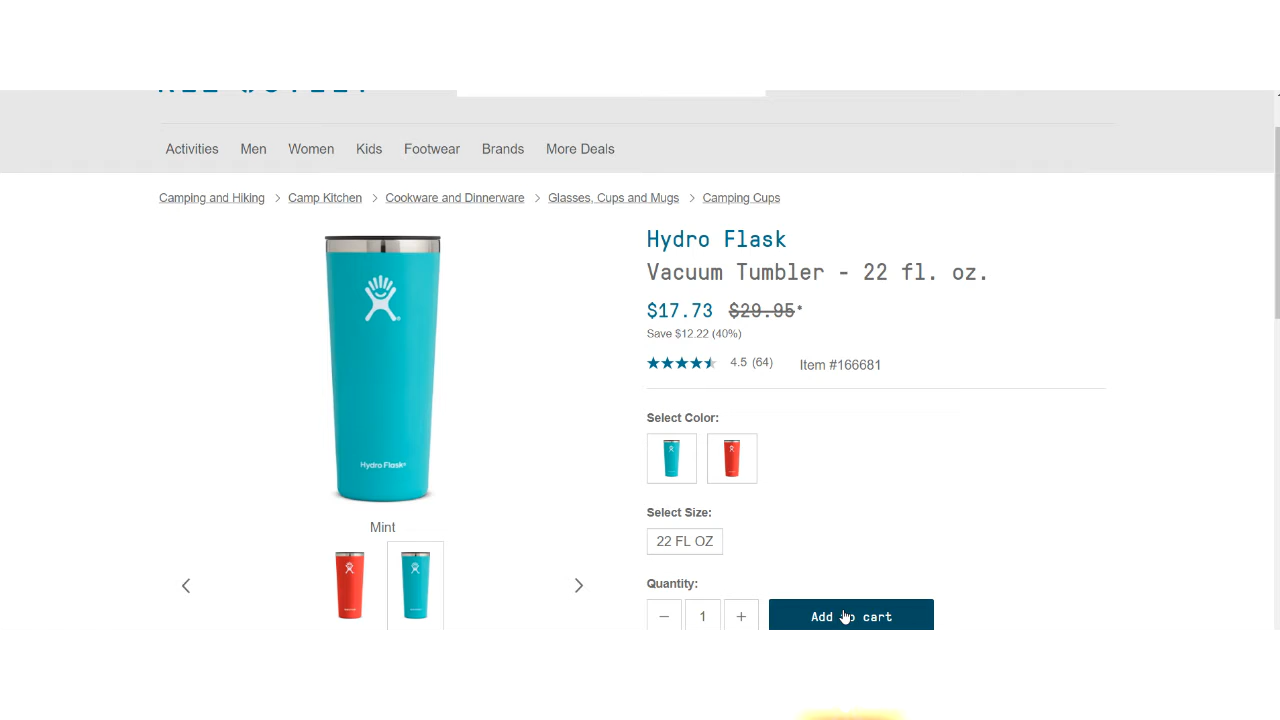 Activities Men Women Kids Footwear Brands More Deals
Camping and Hiking > Camp Kitchen > Cookware and Dinnerware > Glasses, Cups and Mugs > Camping Cups
Hydro Flask
Vacuum Tumbler - 22 fl. oz.
$17.73 $29.95*
Save $12.22 (40%)
4.5 (64) Item #166681
Select Color:
Hydro Flask®
Select Size:
Mint
22 FL OZ
Quantity:
− 1 + Add to cart